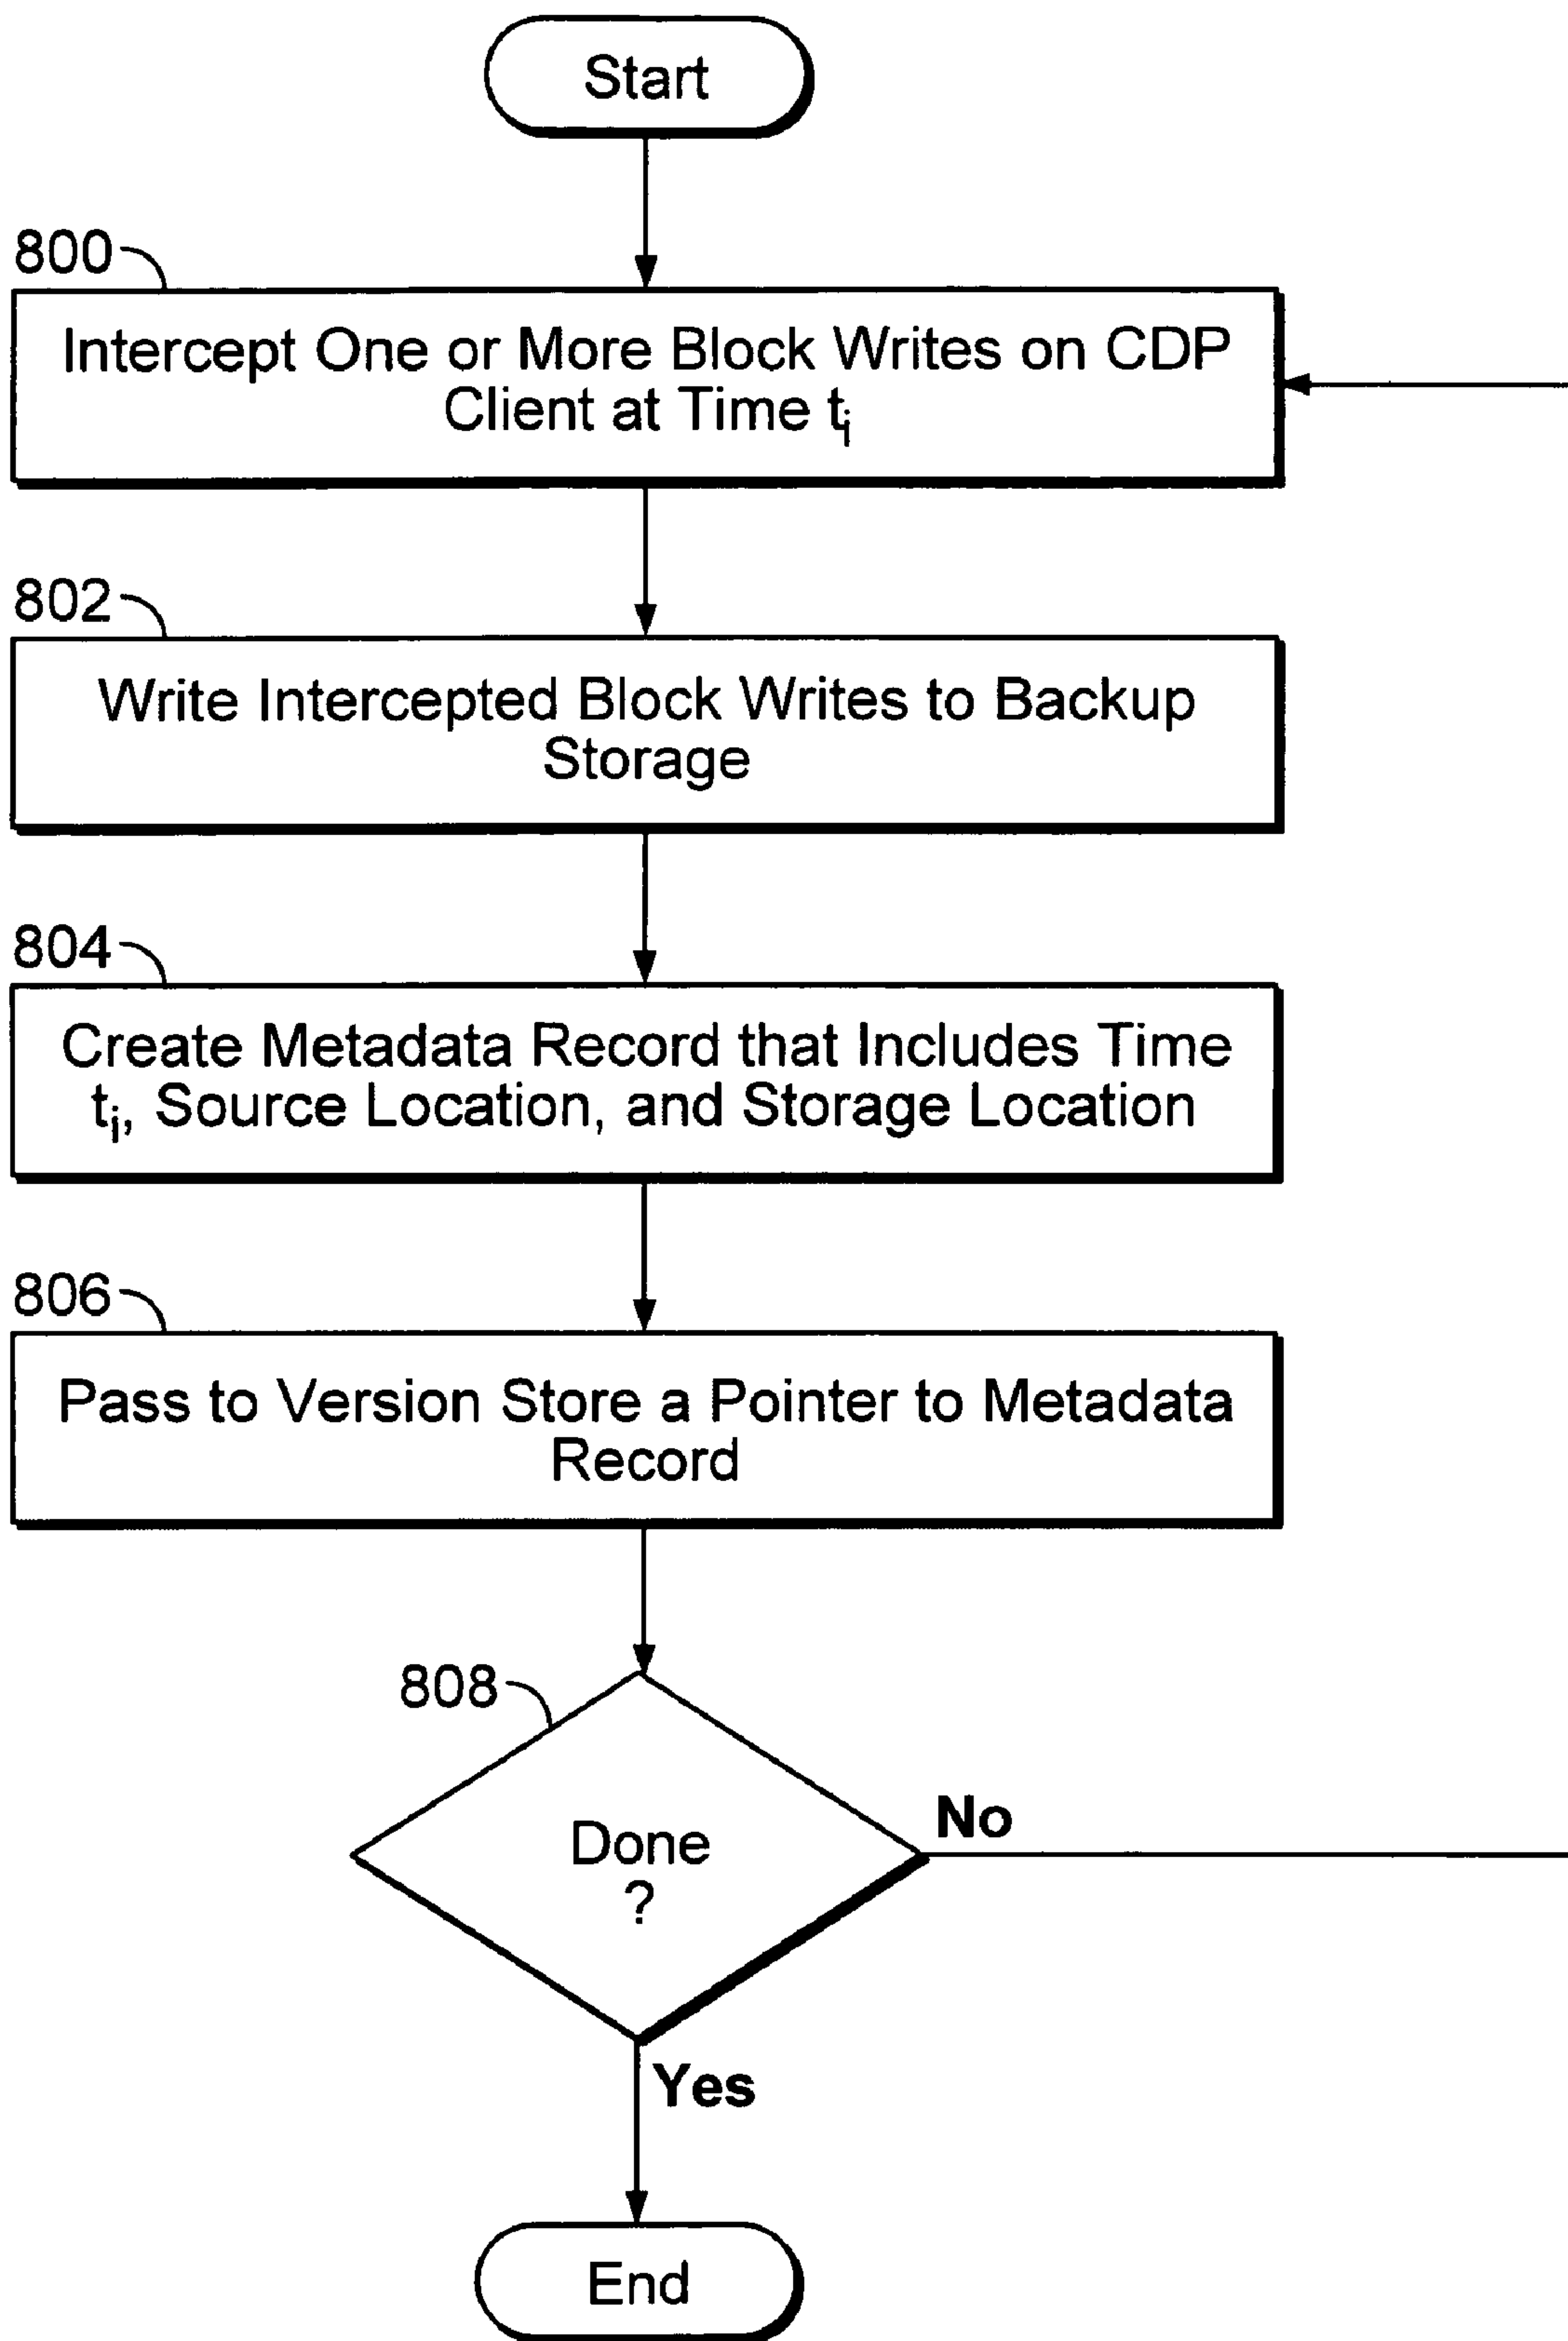 Start
800
Intercept One or More Block Writes on CDP
Client at Time ti
802
Write Intercepted Block Writes to Backup
Storage
804
Create Metadata Record that Includes Time
ti, Source Location, and Storage Location
806
Pass to Version Store a Pointer to Metadata
Record
808
Done
?
No
Yes
End